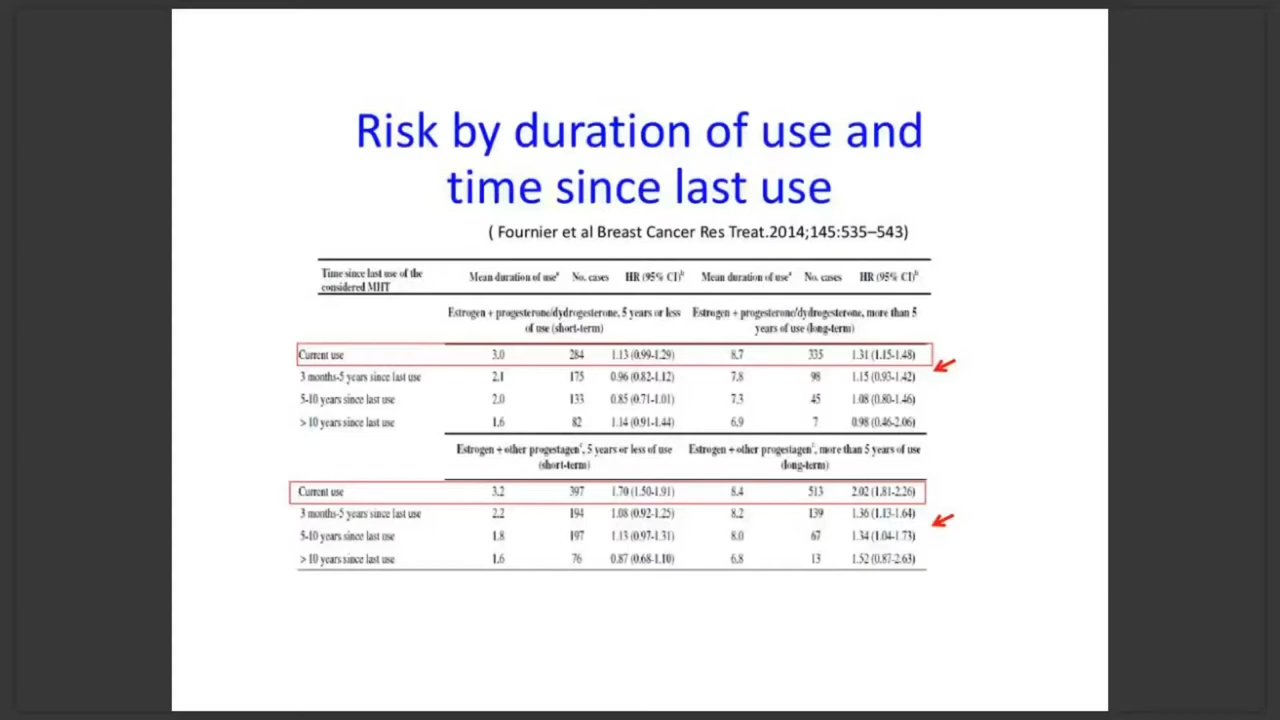 Risk by duration of use and
time since last use
( Fournier et al Breast Cancer Res Treat.2014;145:535–543)
Time since last use of the considered MHT Mean duration of useᵃ No. cases HR (95% CI)ᵇ Mean duration of useᵃ No. cases HR (95% CI)ᵇ
Estrogen + progesterone/dydrogesterone, 5 years or less of use (short-term) Estrogen + progesterone/dydrogesterone, more than 5 years of use (long-term)
Current use 3.0 284 1.13 (0.99-1.29) 8.7 335 1.31 (1.15-1.48)
3 months-5 years since last use 2.1 175 0.96 (0.82-1.12) 7.8 98 1.15 (0.93-1.42)
5-10 years since last use 2.0 133 0.85 (0.71-1.01) 7.3 45 1.08 (0.80-1.46)
> 10 years since last use 1.6 82 1.14 (0.91-1.44) 6.9 7 0.98 (0.46-2.06)
Estrogen + other progestagenᶜ, 5 years or less of use (short-term) Estrogen + other progestagenᶜ, more than 5 years of use (long-term)
Current use 3.2 397 1.70 (1.50-1.91) 8.4 513 2.02 (1.81-2.26)
3 months-5 years since last use 2.2 194 1.08 (0.92-1.25) 8.2 139 1.36 (1.13-1.64)
5-10 years since last use 1.8 197 1.13 (0.97-1.31) 8.0 67 1.34 (1.04-1.73)
> 10 years since last use 1.6 76 0.87 (0.68-1.10) 6.8 13 1.52 (0.87-2.63)